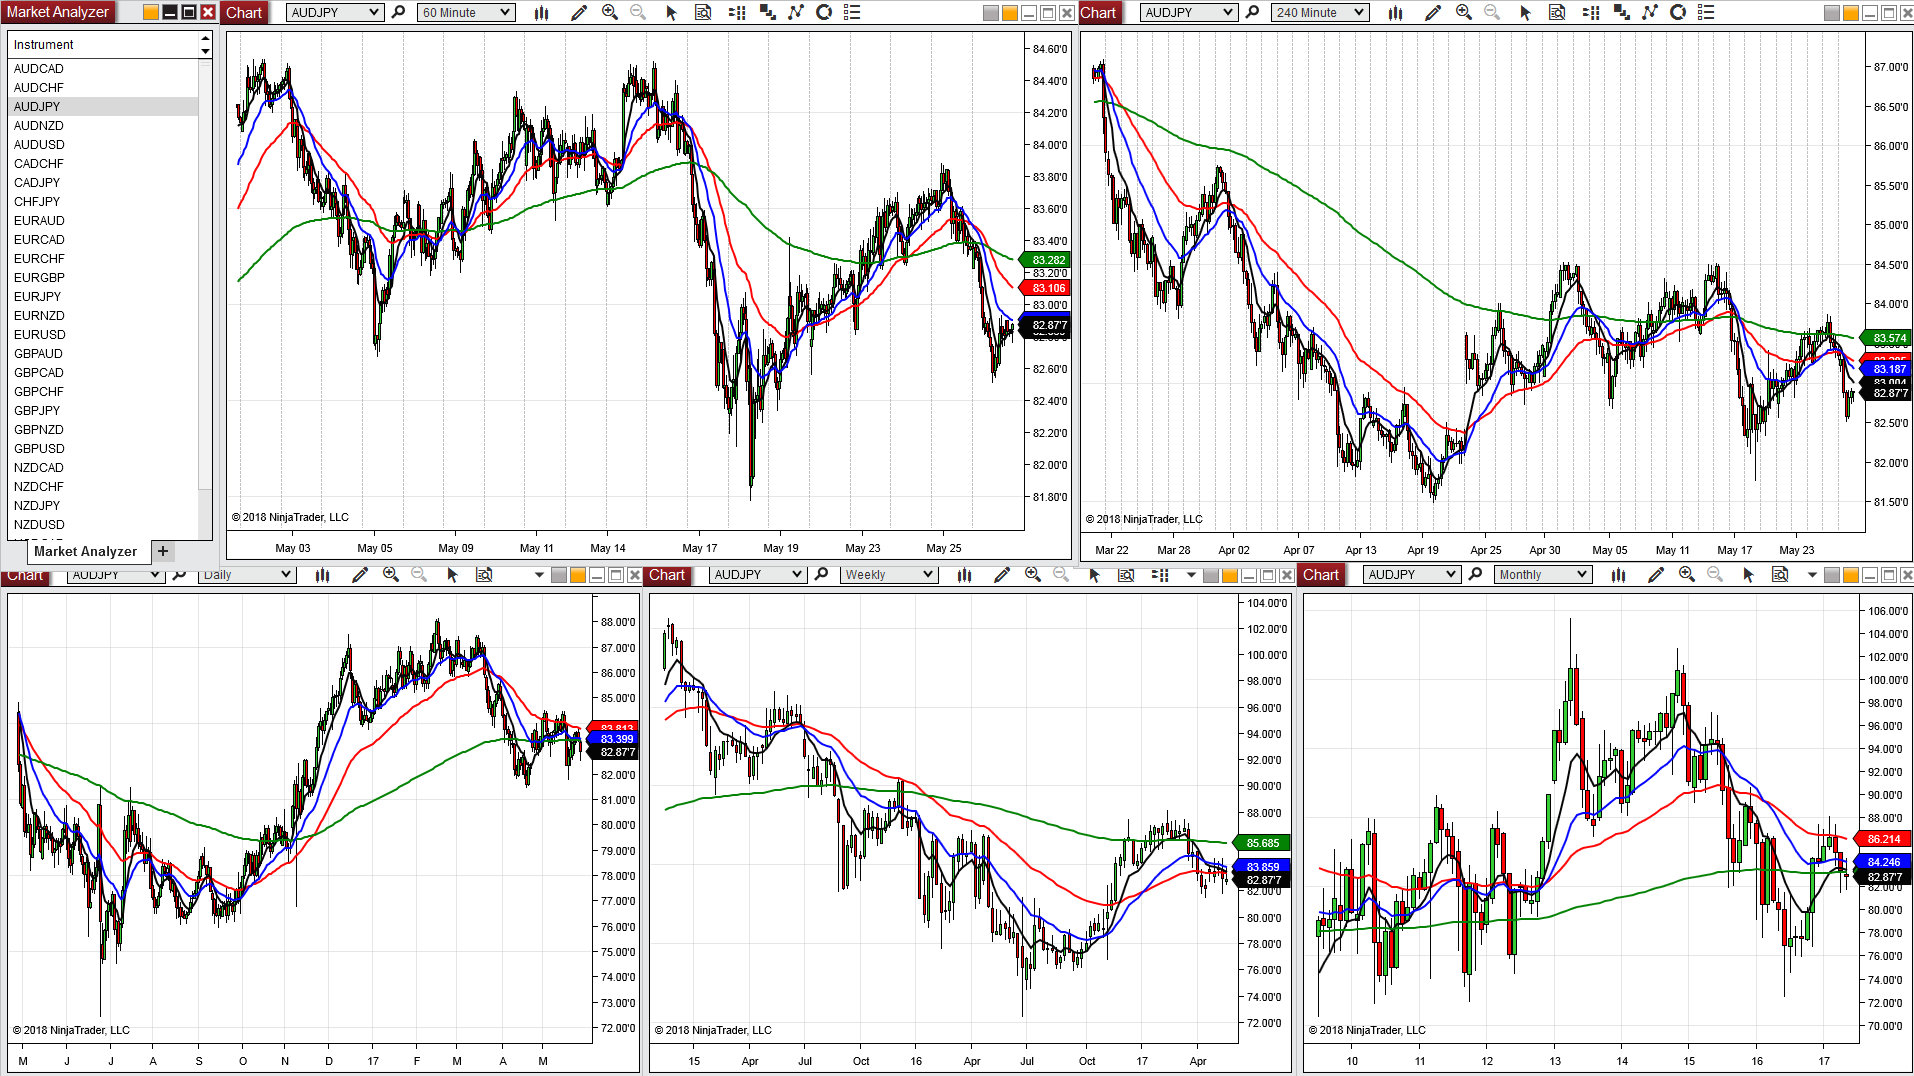 Market Analyzer
Instrument
AUDCAD
AUDCHF
AUDJPY
AUDNZD
AUDUSD
CADCHF
CADJPY
CHFJPY
EURAUD
EURCAD
EURCHF
EURGBP
EURJPY
EURNZD
EURUSD
GBPAUD
GBPCAD
GBPCHF
GBPJPY
GBPNZD
GBPUSD
NZDCAD
NZDCHF
NZDJPY
NZDUSD
Market Analyzer +
Chart AUDJPY 60 Minute
84.60'0
84.40'0
84.20'0
84.00'0
83.80'0
83.60'0
83.40'0
83.282
83.20'0
83.106
83.00'0
82.87'7
82.60'0
82.40'0
82.20'0
82.00'0
81.80'0
© 2018 NinjaTrader, LLC
May 03 May 05 May 09 May 11 May 14 May 17 May 19 May 23 May 25
Chart AUDJPY 240 Minute
87.00'0
86.50'0
86.00'0
85.50'0
85.00'0
84.50'0
84.00'0
83.574
83.187
82.87'7
82.50'0
82.00'0
81.50'0
© 2018 NinjaTrader, LLC
Mar 22 Mar 28 Apr 02 Apr 07 Apr 13 Apr 19 Apr 25 Apr 30 May 05 May 11 May 17 May 23
Chart AUDJPY Daily
88.00'0
87.00'0
86.00'0
85.00'0
83.813
83.399
82.87'7
82.00'0
81.00'0
80.00'0
79.00'0
78.00'0
77.00'0
76.00'0
75.00'0
74.00'0
73.00'0
72.00'0
© 2018 NinjaTrader, LLC
M J J A S O N D 17 F M A M
Chart AUDJPY Weekly
104.00'0
102.00'0
100.00'0
98.00'0
96.00'0
94.00'0
92.00'0
90.00'0
88.00'0
85.685
83.859
82.87'7
82.00'0
80.00'0
78.00'0
76.00'0
74.00'0
72.00'0
© 2018 NinjaTrader, LLC
15 Apr Jul Oct 16 Apr Jul Oct 17 Apr
Chart AUDJPY Monthly
106.00'0
104.00'0
102.00'0
100.00'0
98.00'0
96.00'0
94.00'0
92.00'0
90.00'0
88.00'0
86.214
84.246
82.87'7
82.00'0
80.00'0
78.00'0
76.00'0
74.00'0
72.00'0
70.00'0
© 2018 NinjaTrader, LLC
10 11 12 13 14 15 16 17